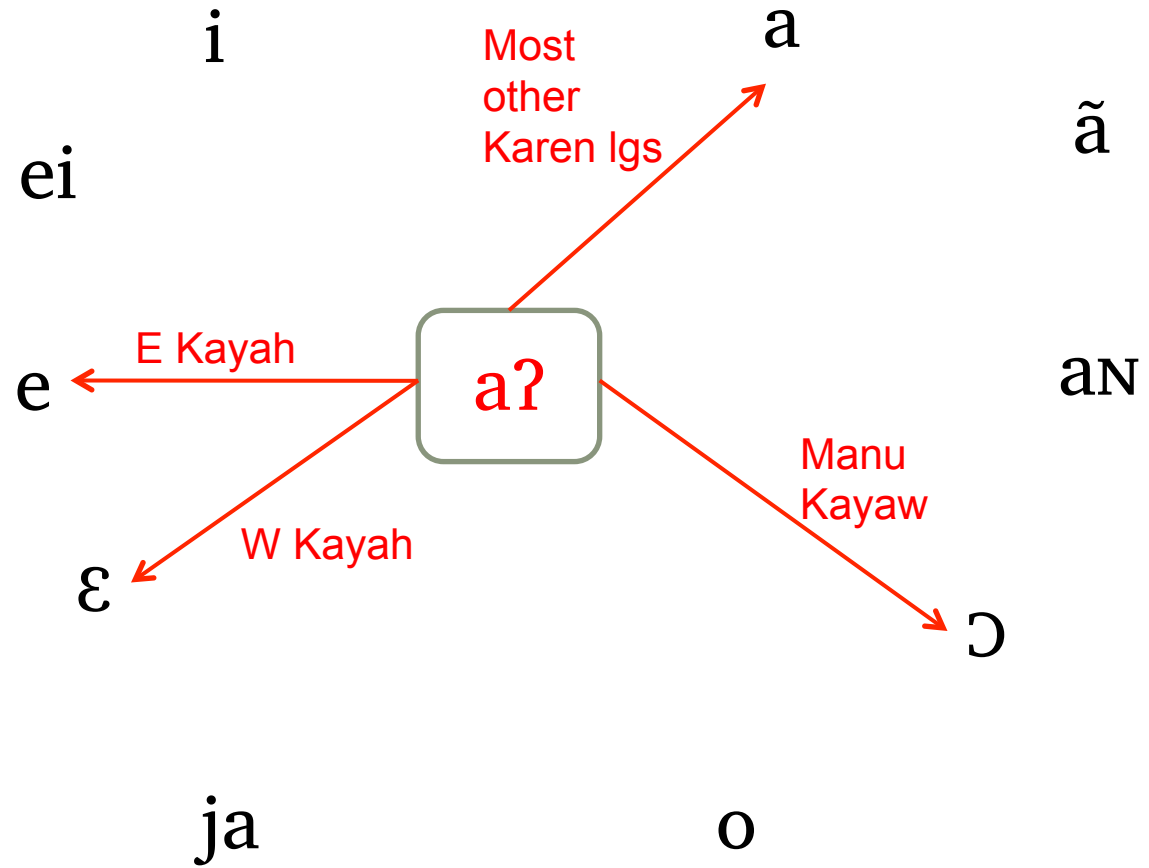 i
Most
other
Karen lgs
a
ã
ei
E Kayah
e
aʔ
aɴ
Manu
Kayaw
W Kayah
ɛ
ɔ
ja
o